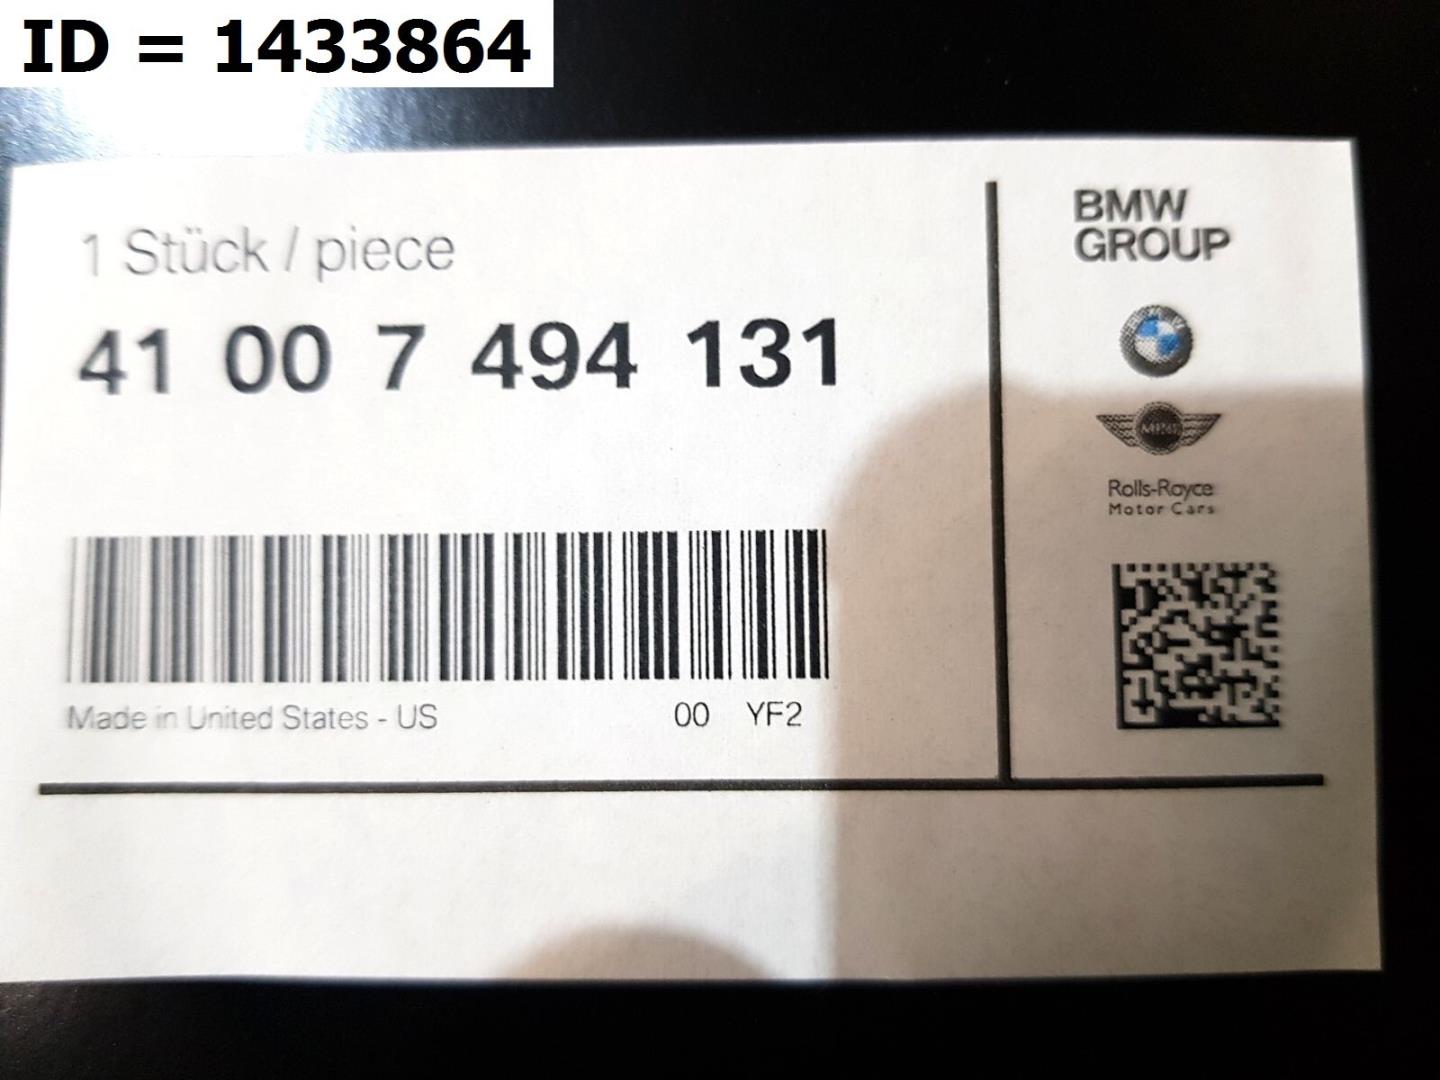 ID = 1433864
1 Stück / piece
41 00 7 494 131
Made in United States - US 00 YF2
BMW
GROUP
MINI
Rolls-Royce
Motor Cars